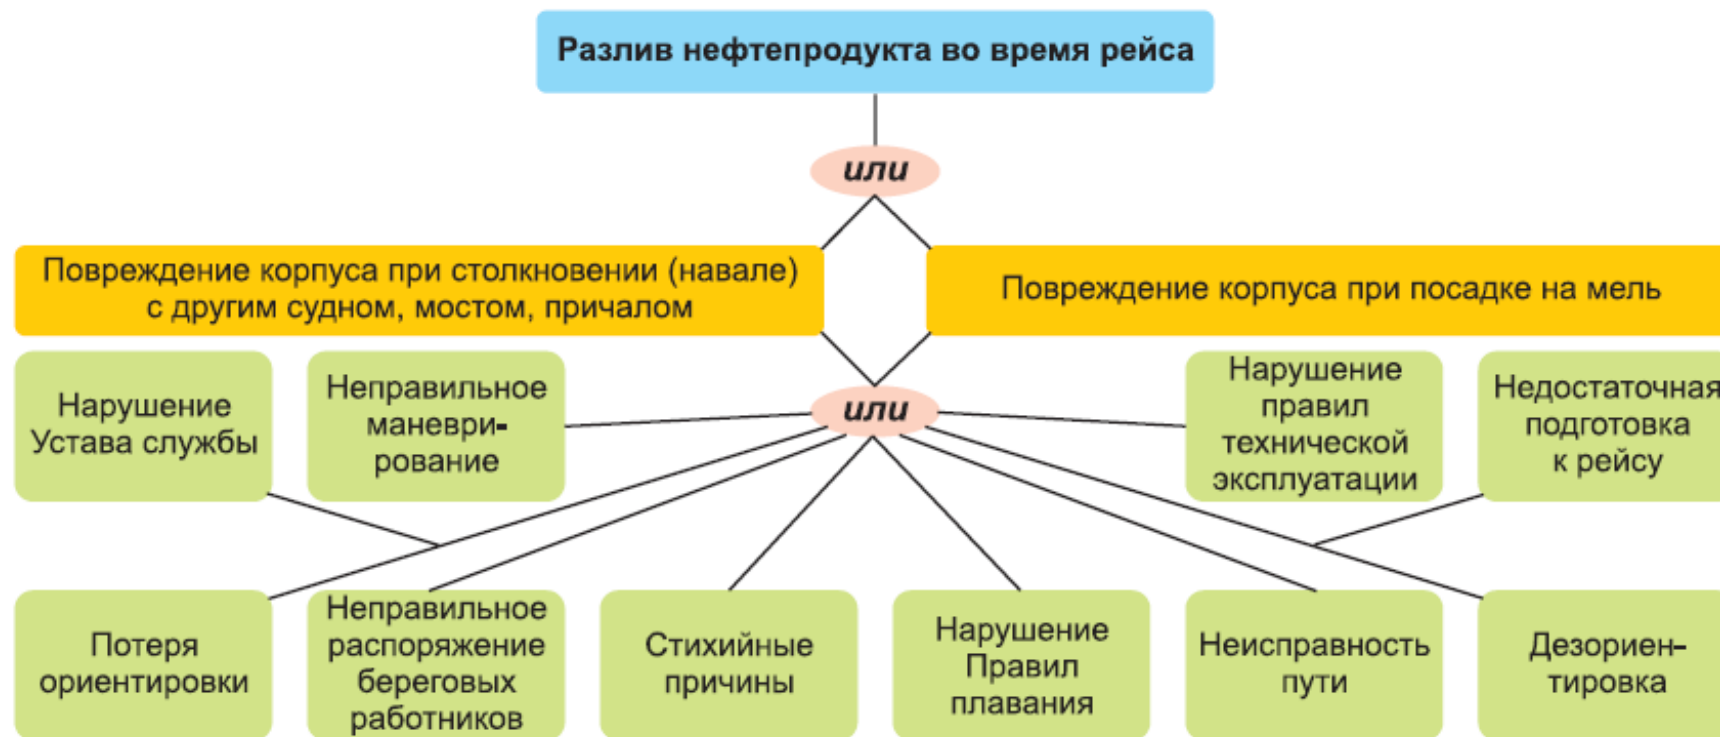 Разлив нефтепродукта во время рейса
или
Повреждение корпуса при столкновении (навале)
с другим судном, мостом, причалом
Повреждение корпуса при посадке на мель
Нарушение
Устава службы
Неправильное
маневри-
рование
или
Нарушение
правил
технической
эксплуатации
Недостаточная
подготовка
к рейсу
Потеря
ориентировки
Неправильное
распоряжение
береговых
работников
Стихийные
причины
Нарушение
Правил
плавания
Неисправность
пути
Дезориен-
тировка